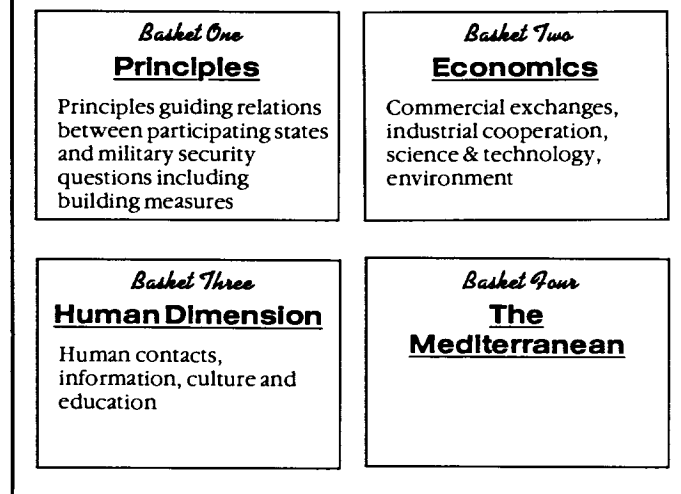 Basket One
Principles
Principles guiding relations
between participating states
and military security
questions including
building measures
Basket Two
Economics
Commercial exchanges,
industrial cooperation,
science & technology,
environment
Basket Three
Human Dimension
Human contacts,
information, culture and
education
Basket Four
The
Mediterranean